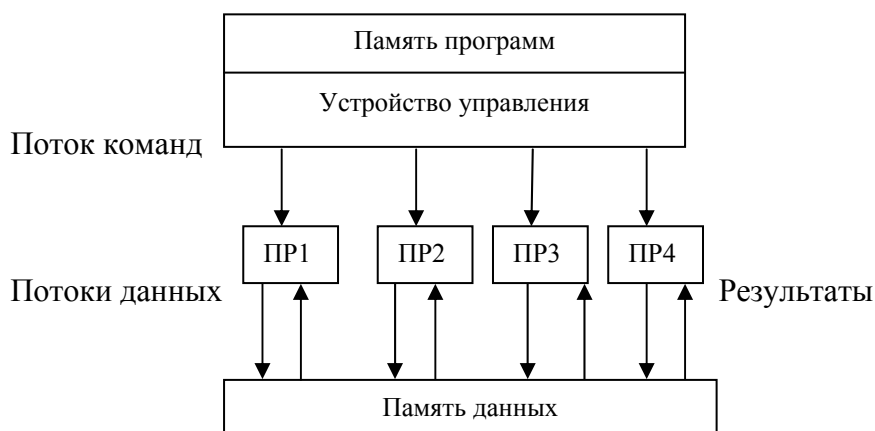 Память программ
Устройство управления
Поток команд
ПР1 ПР2 ПР3 ПР4
Потоки данных Результаты
Память данных